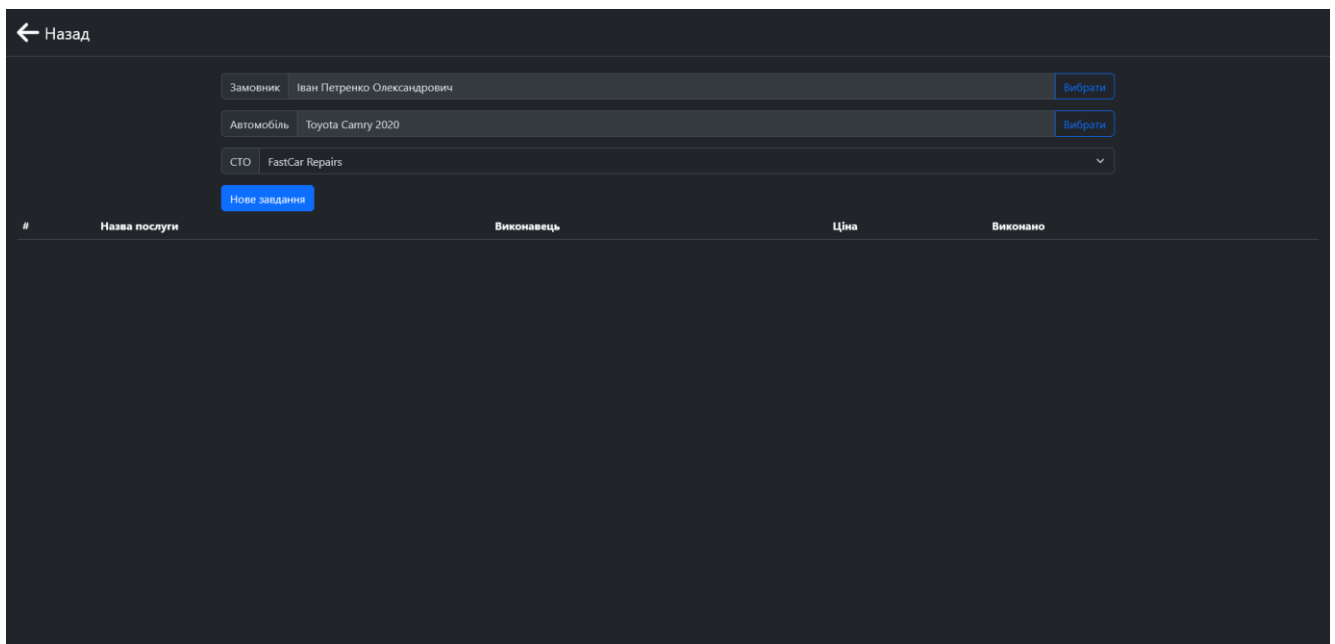 Назад
Замовник Іван Петренко Олександрович Вибрати
Автомобіль Toyota Camry 2020 Вибрати
СТО FastCar Repairs
Нове завдання
# Назва послуги Виконавець Ціна Виконано